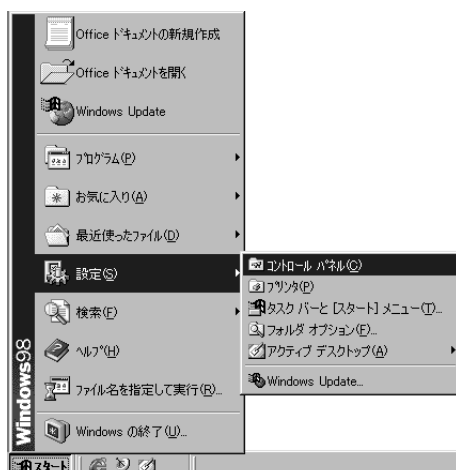 Office ﾄﾞｷｭﾒﾝﾄの新規作成
Office ﾄﾞｷｭﾒﾝﾄを開く
Windows Update
ﾌﾟﾛｸﾞﾗﾑ(P)
お気に入り(A)
最近使ったﾌｧｲﾙ(D)
設定(S)
検索(F)
ﾍﾙﾌﾟ(H)
ﾌｧｲﾙ名を指定して実行(R)...
Windows の終了(U)...
Windows98
スタート
ｺﾝﾄﾛｰﾙ ﾊﾟﾈﾙ(C)
ﾌﾟﾘﾝﾀ(P)
ﾀｽｸ ﾊﾞｰと [ｽﾀｰﾄ] ﾒﾆｭｰ(T)...
ﾌｫﾙﾀﾞ ｵﾌﾟｼｮﾝ(F)...
ｱｸﾃｨﾌﾞ ﾃﾞｽｸﾄｯﾌﾟ(A)
Windows Update...